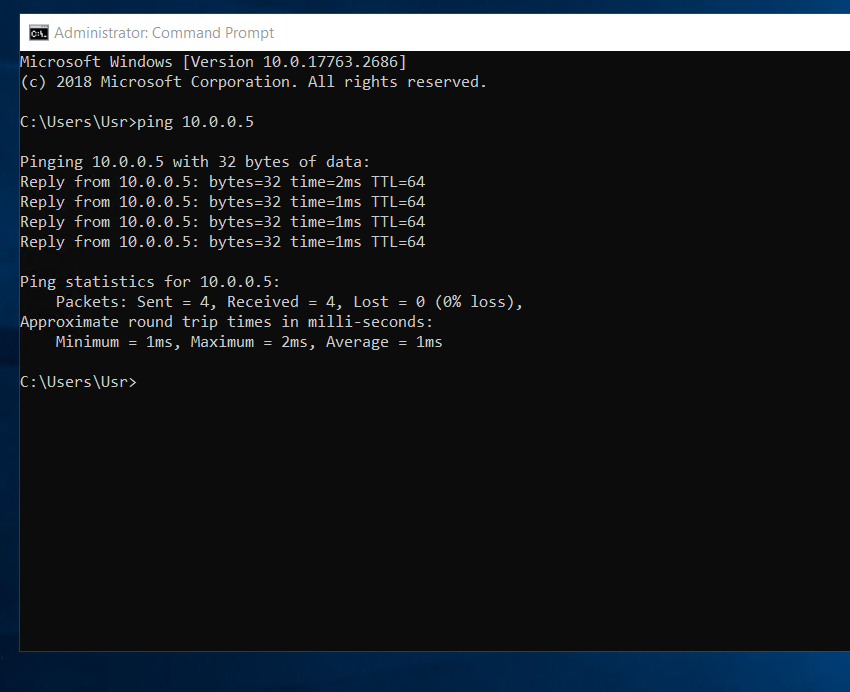 Administrator: Command Prompt
Microsoft Windows [Version 10.0.17763.2686]
(c) 2018 Microsoft Corporation. All rights reserved.
C:\Users\Usr>ping 10.0.0.5
Pinging 10.0.0.5 with 32 bytes of data:
Reply from 10.0.0.5: bytes=32 time=2ms TTL=64
Reply from 10.0.0.5: bytes=32 time=1ms TTL=64
Reply from 10.0.0.5: bytes=32 time=1ms TTL=64
Reply from 10.0.0.5: bytes=32 time=1ms TTL=64
Ping statistics for 10.0.0.5:
    Packets: Sent = 4, Received = 4, Lost = 0 (0% loss),
Approximate round trip times in milli-seconds:
    Minimum = 1ms, Maximum = 2ms, Average = 1ms
C:\Users\Usr>